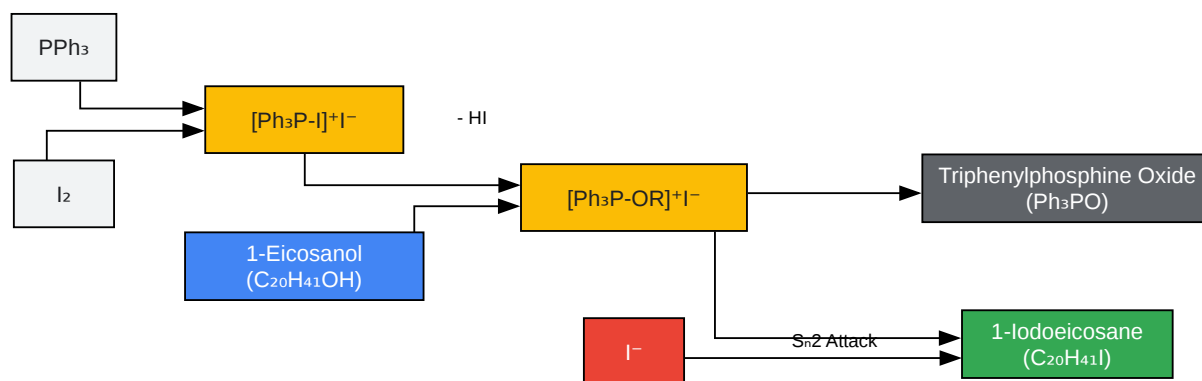 PPh₃
[Ph₃P-I]⁺I⁻
- HI
I₂
[Ph₃P-OR]⁺I⁻
Triphenylphosphine Oxide
(Ph₃PO)
1-Eicosanol
(C₂₀H₄₁OH)
I⁻
Sₙ2 Attack
1-Iodoeicosane
(C₂₀H₄₁I)